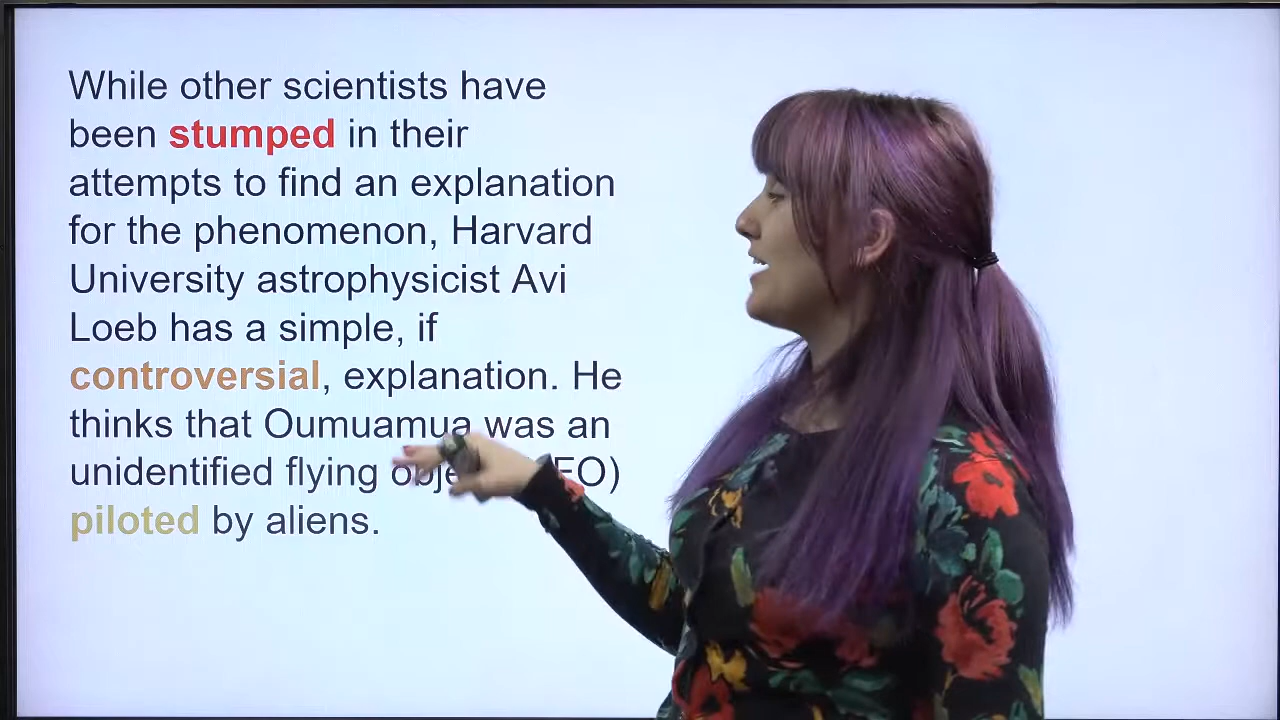 While other scientists have
been stumped in their
attempts to find an explanation
for the phenomenon, Harvard
University astrophysicist Avi
Loeb has a simple, if
controversial, explanation. He
thinks that Oumuamua was an
unidentified flying
piloted by aliens.